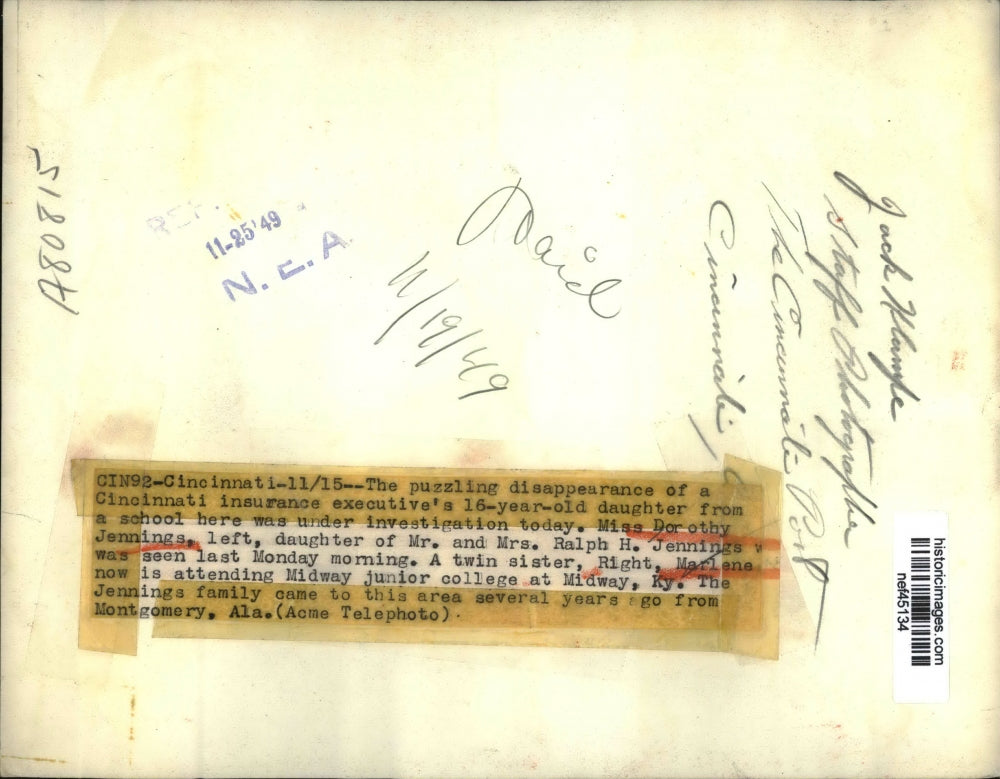 A80815
REF.
11-25'49
N.E.A
Paid
11/19/49
Jack
Staff Photographer
The Cincinnati Post
Cincinnati,
CIN92-Cincinnati-11/15--The puzzling disappearance of a
Cincinnati insurance executive's 16-year-old daughter from
a school here was under investigation today. Miss Dorothy
Jennings, left, daughter of Mr. and Mrs. Ralph H. Jennings w
was seen last Monday morning. A twin sister, Right, Marlene
now is attending Midway junior college at Midway, Ky. The
Jennings family came to this area several years ago from
Montgomery, Ala.(Acme Telephoto).
historicimages.com
nef45134